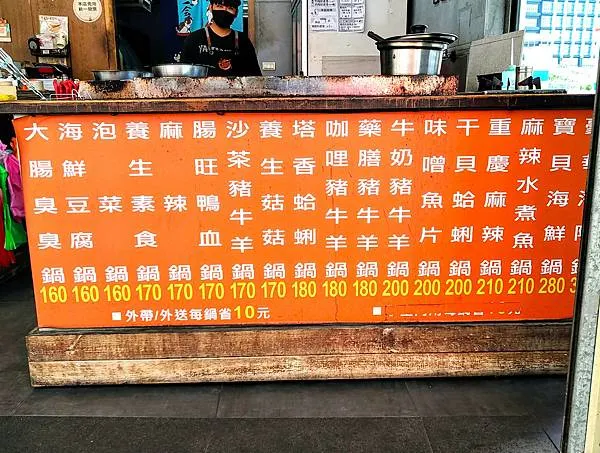 大腸臭臭鍋 160
海鮮豆腐鍋 160
泡菜鍋 160
養生素食鍋 170
麻辣鍋 170
腸旺鴨血鍋 170
沙茶豬牛羊鍋 170
養生菇菇鍋 170
塔香蛤蜊鍋 180
咖哩豬牛羊鍋 180
藥膳豬牛羊鍋 180
牛奶豬牛羊鍋 200
味噌魚片鍋 200
干貝蛤蜊鍋 200
重慶麻辣鍋 210
麻辣水煮魚鍋 210
寶貝海鮮鍋 280
■外帶/外送每鍋省10元